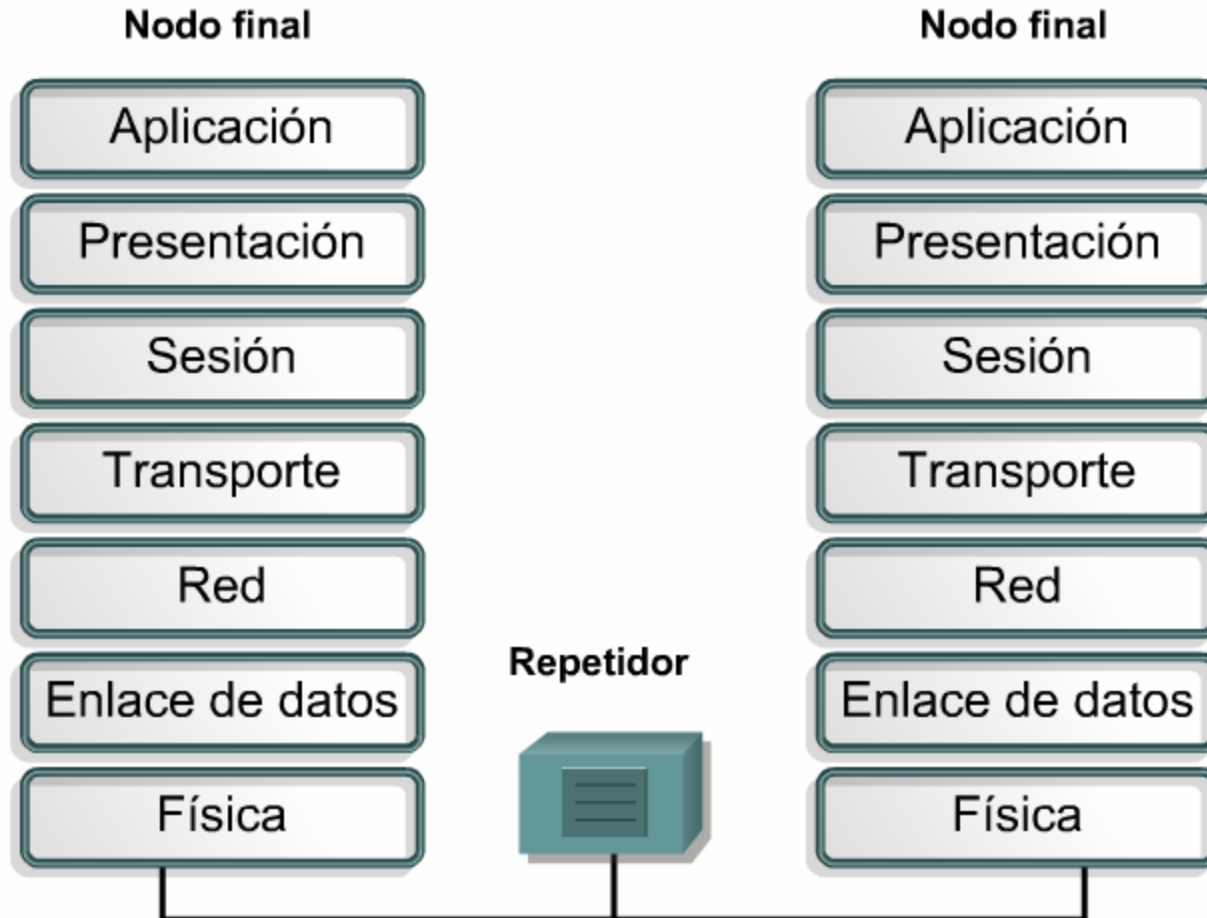 Nodo final
Nodo final
Aplicación
Aplicación
Presentación
Presentación
Sesión
Sesión
Transporte
Transporte
Red
Red
Repetidor
Enlace de datos
Enlace de datos
Física
Física